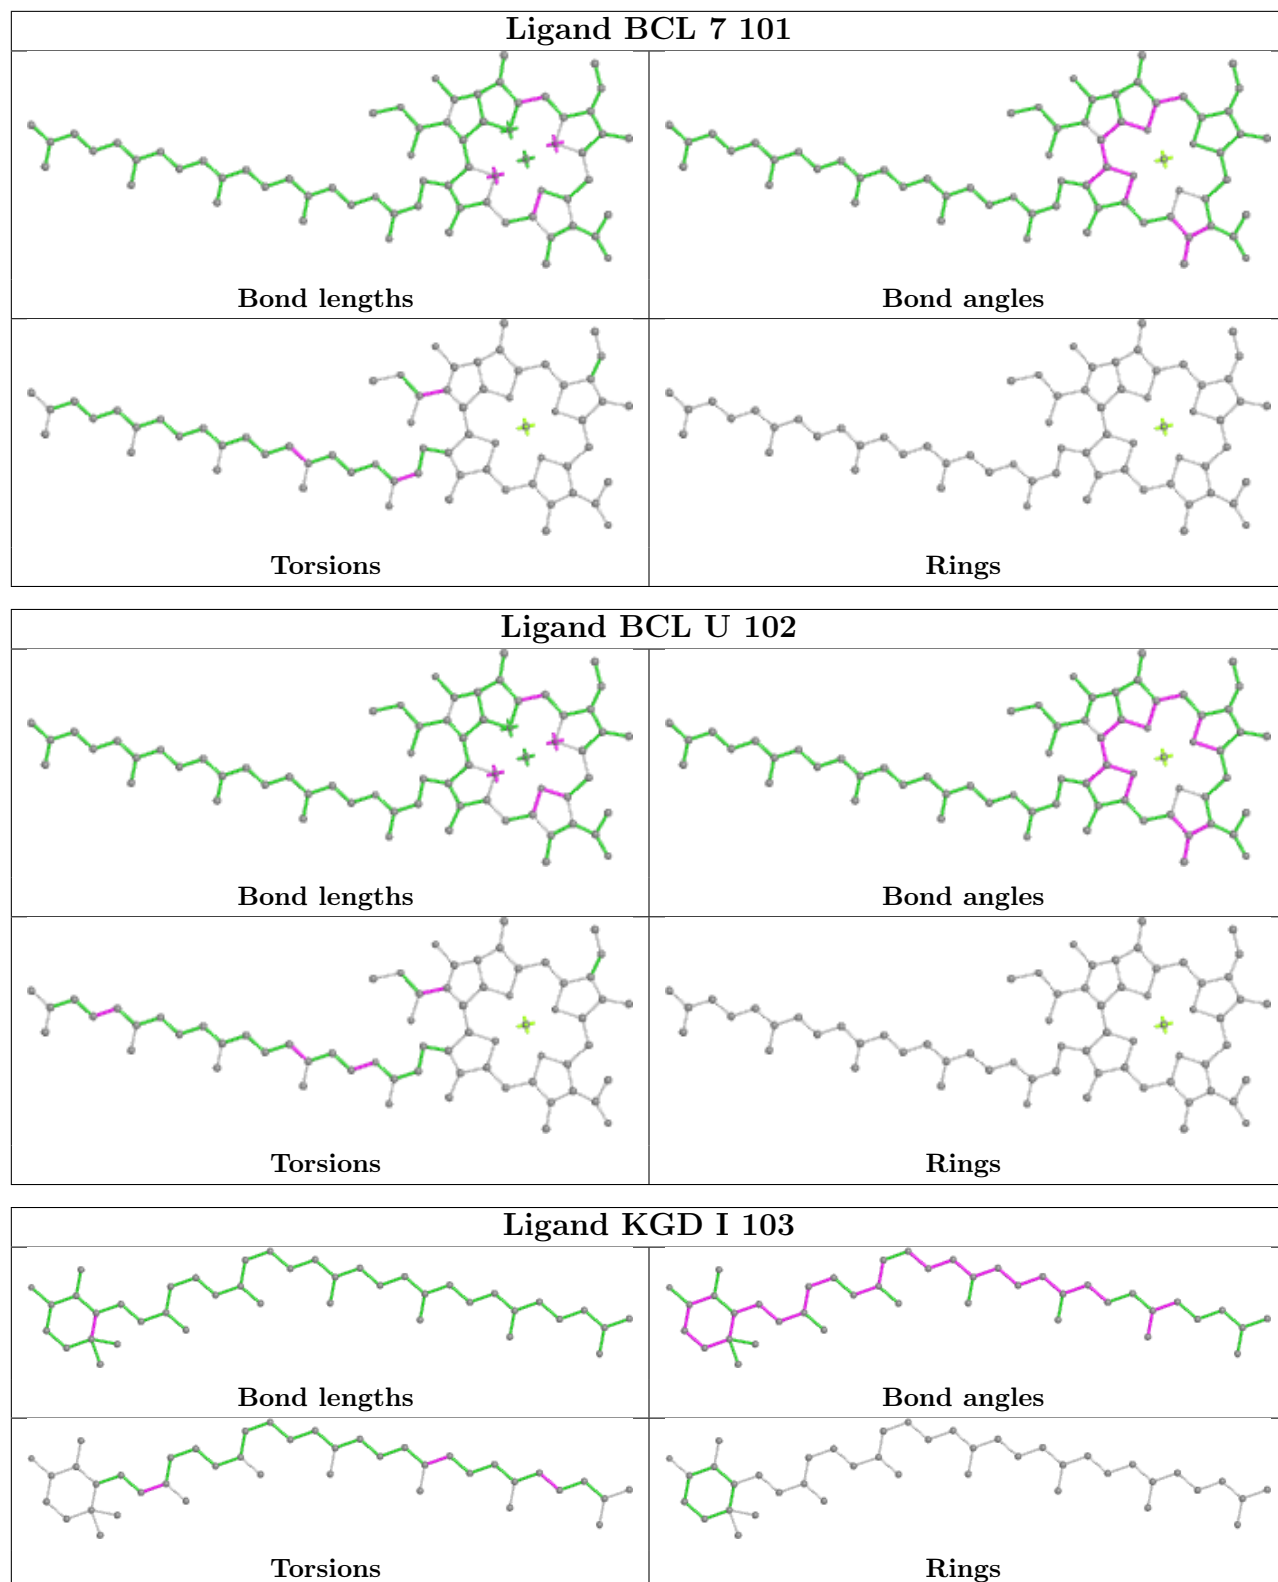 Ligand BCL 7 101
Bond lengths
Bond angles
Torsions
Rings
Ligand BCL U 102
Bond lengths
Bond angles
Torsions
Rings
Ligand KGD I 103
Bond lengths
Bond angles
Torsions
Rings